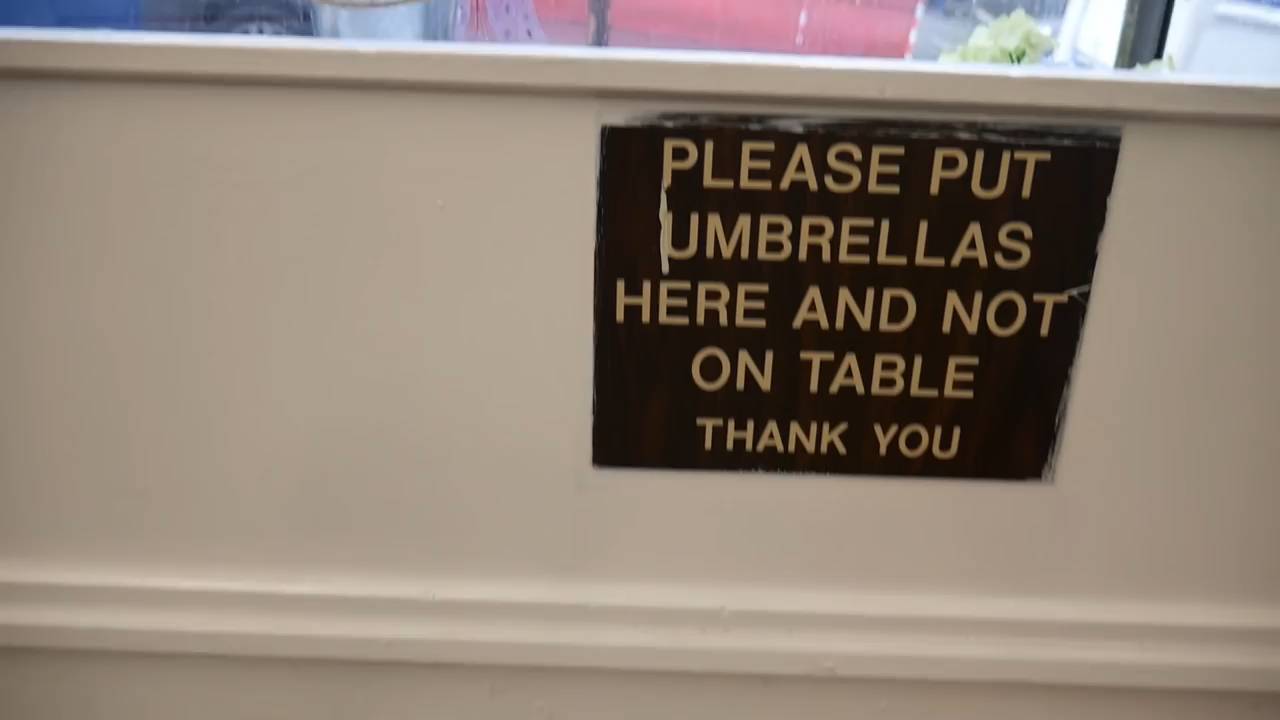 PLEASE PUT
UMBRELLAS
HERE AND NOT
ON TABLE
THANK YOU